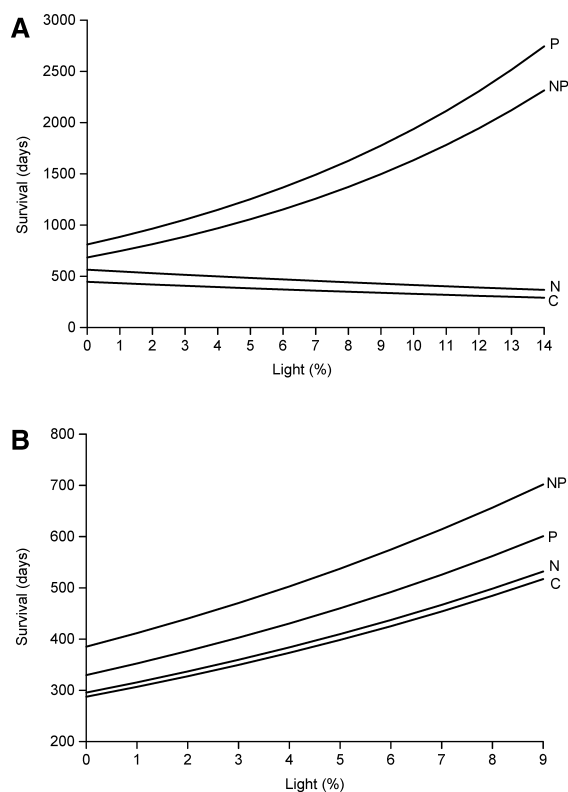 A
3000
2500
2000
1500
1000
500
0
Survival (days)
P
NP
N
C
0 1 2 3 4 5 6 7 8 9 10 11 12 13 14
Light (%)
B
800
700
600
500
400
300
200
Survival (days)
NP
P
N
C
0 1 2 3 4 5 6 7 8 9
Light (%)